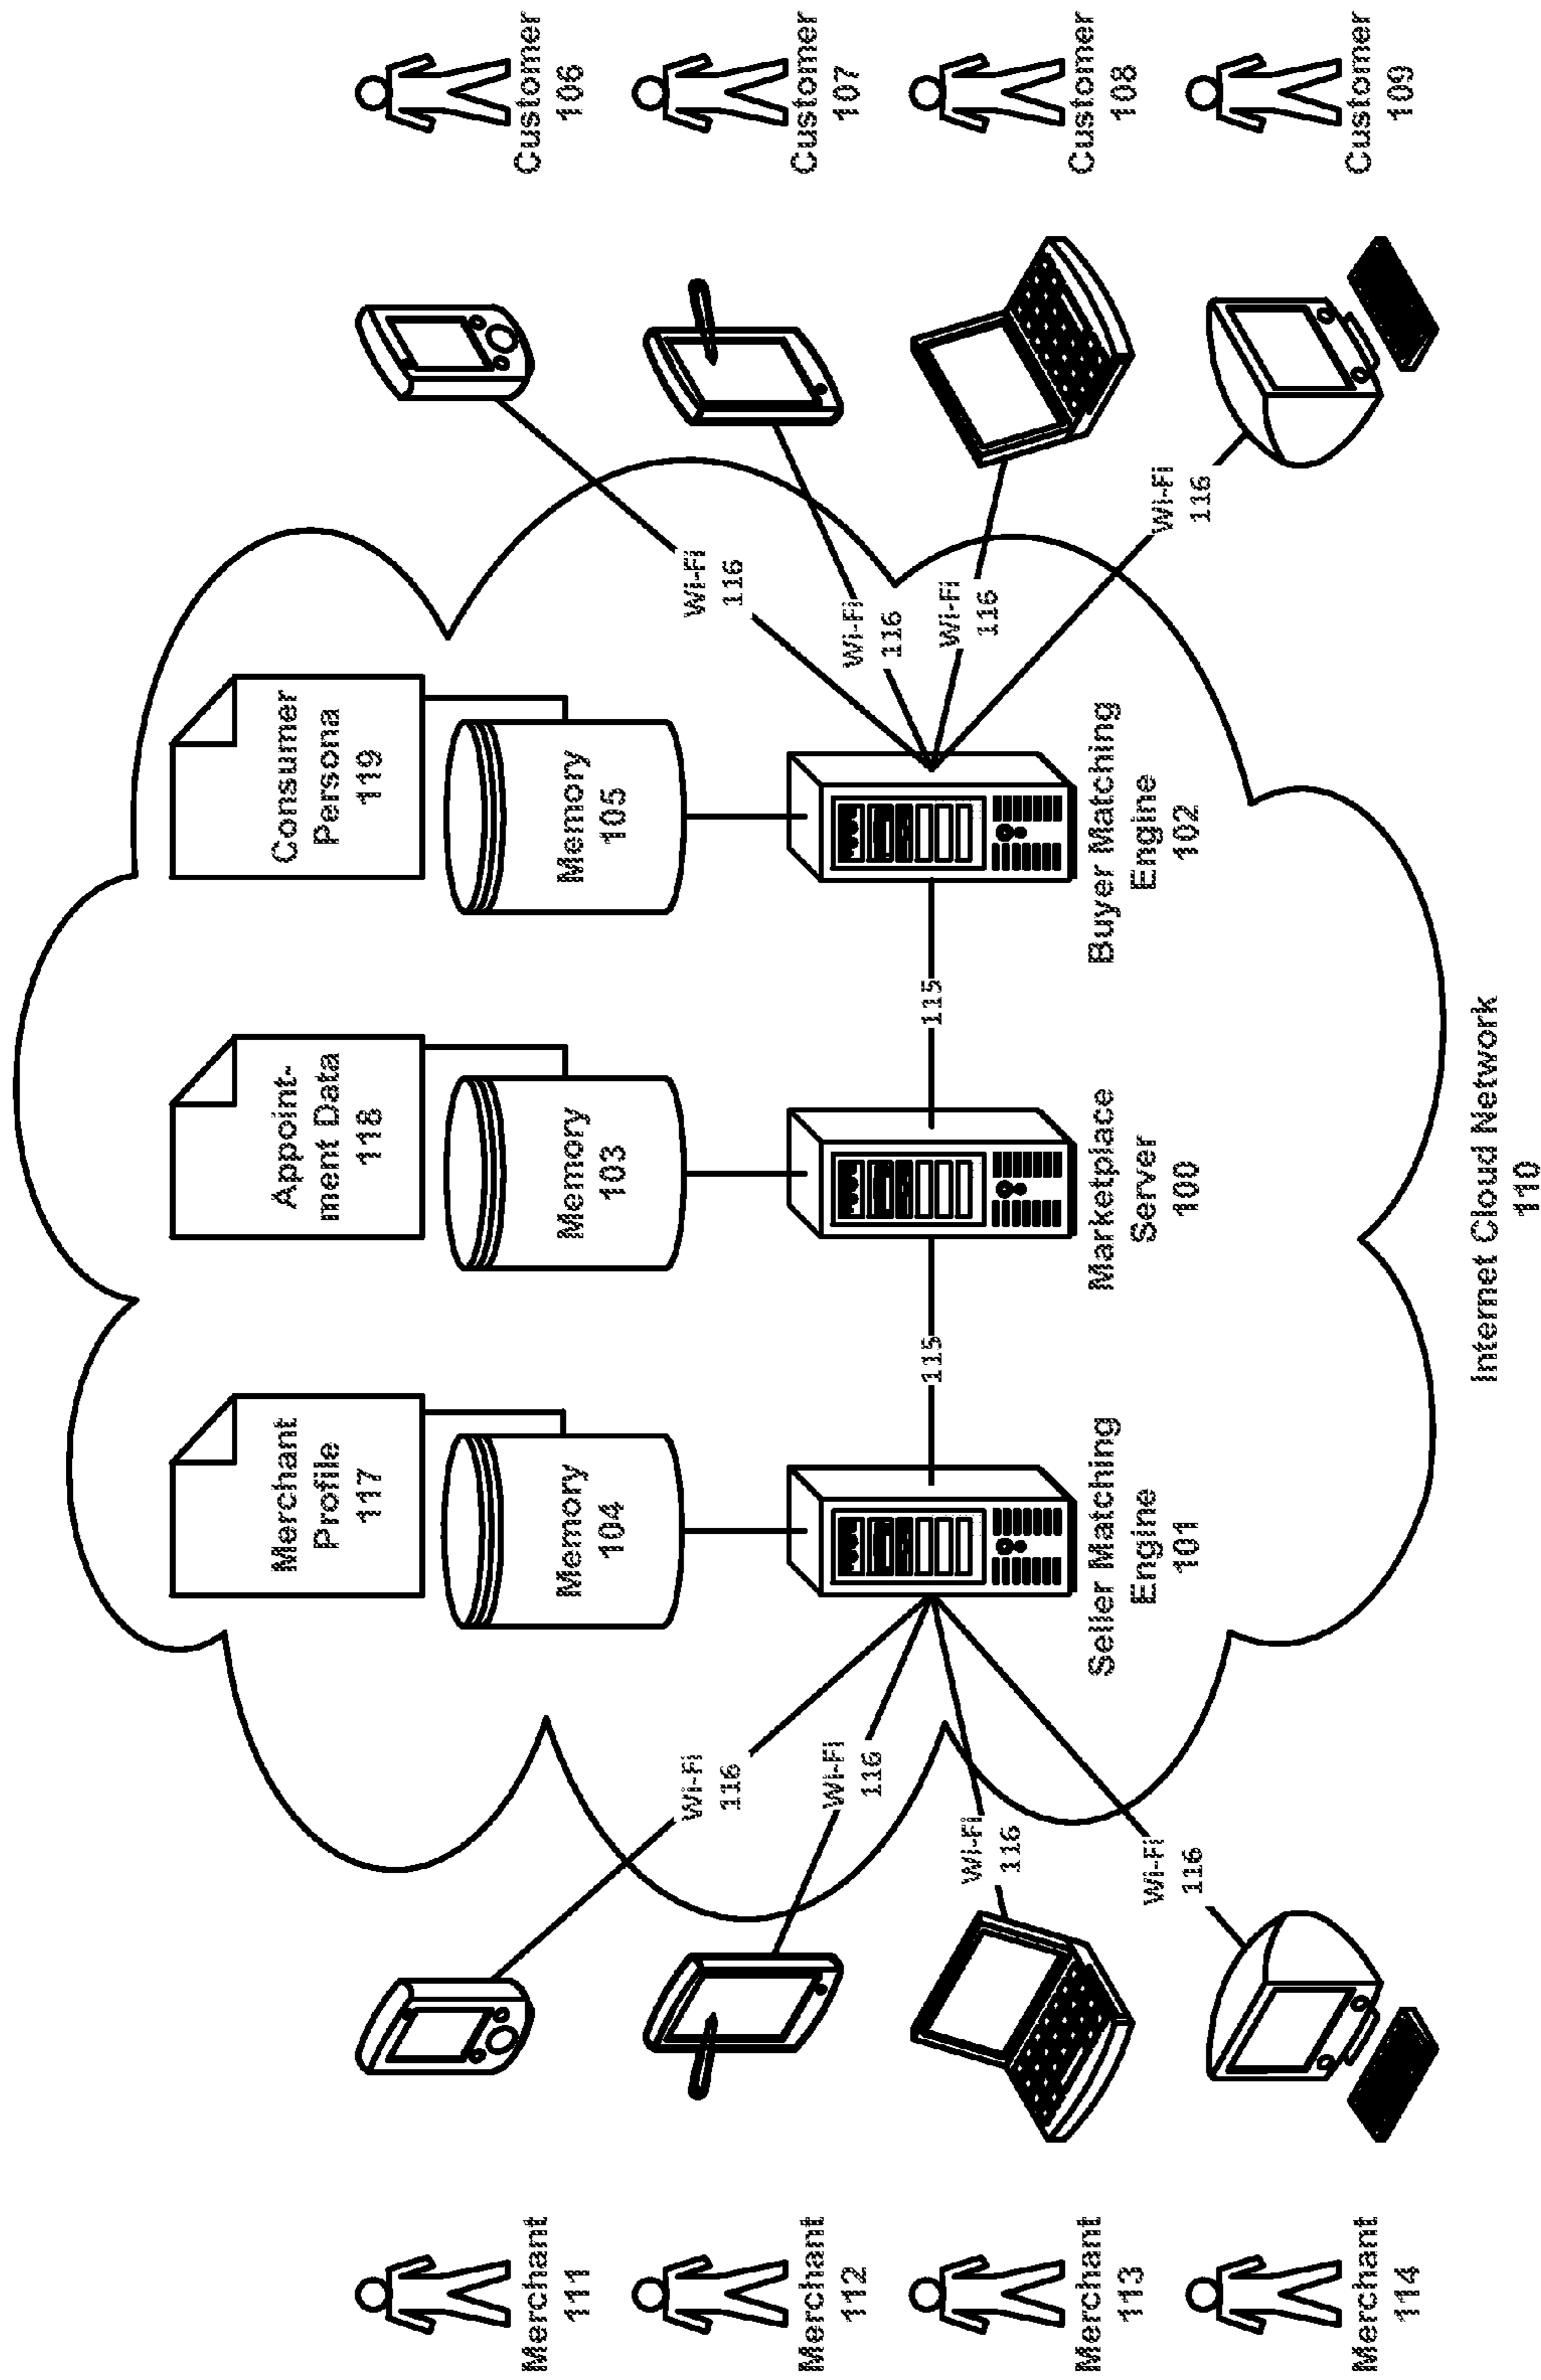 Merchant
111
Merchant
112
Merchant
113
Merchant
114
Wi-Fi
116
Wi-Fi
116
Wi-Fi
116
Wi-Fi
116
Merchant
Profile
117
Memory
104
Seller Matching
Engine
101
115
Appoint-
ment Data
118
Memory
103
Marketplace
Server
100
115
Consumer
Persona
119
Memory
105
Buyer Matching
Engine
102
Wi-Fi
116
Wi-Fi
116
Wi-Fi
116
Wi-Fi
116
Customer
106
Customer
107
Customer
108
Customer
109
Internet Cloud Network
110